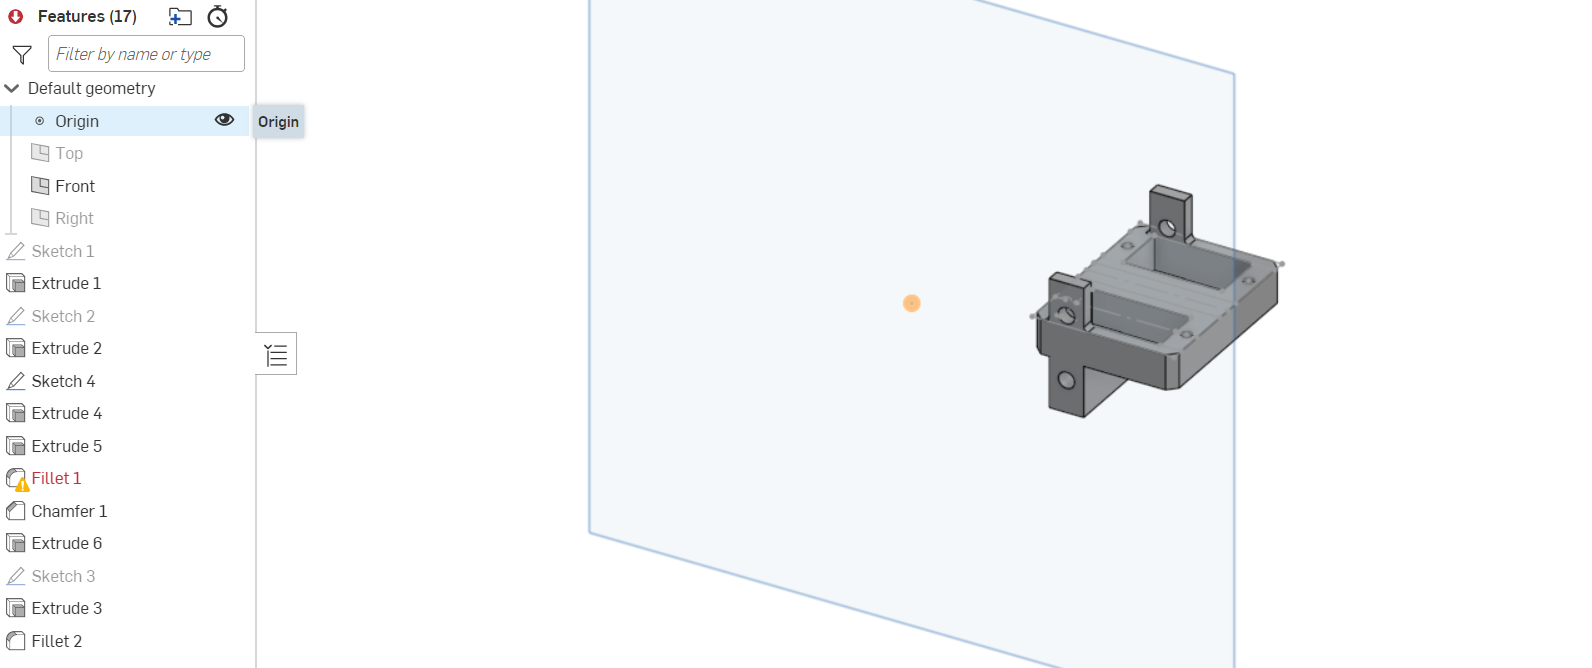 Features (17)
Filter by name or type
Default geometry
Origin
Origin
Top
Front
Right
Sketch 1
Extrude 1
Sketch 2
Extrude 2
Sketch 4
Extrude 4
Extrude 5
Fillet 1
Chamfer 1
Extrude 6
Sketch 3
Extrude 3
Fillet 2